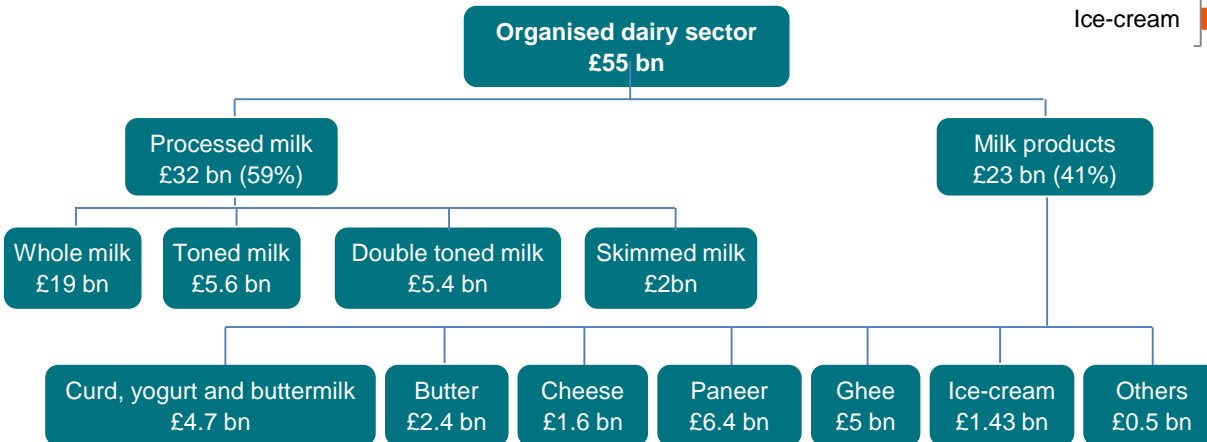 Ice-cream
Organised dairy sector
£55 bn
Processed milk
£32 bn (59%)
Milk products
£23 bn (41%)
Whole milk
£19 bn
Toned milk
£5.6 bn
Double toned milk
£5.4 bn
Skimmed milk
£2bn
Curd, yogurt and buttermilk
£4.7 bn
Butter
£2.4 bn
Cheese
£1.6 bn
Paneer
£6.4 bn
Ghee
£5 bn
Ice-cream
£1.43 bn
Others
£0.5 bn